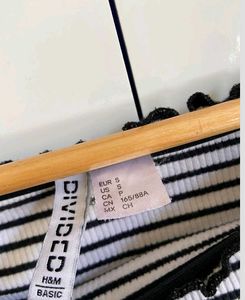 DIVIDED
H&M
BASIC
EUR S
US S
CA P
CN 165/88A
MX CH